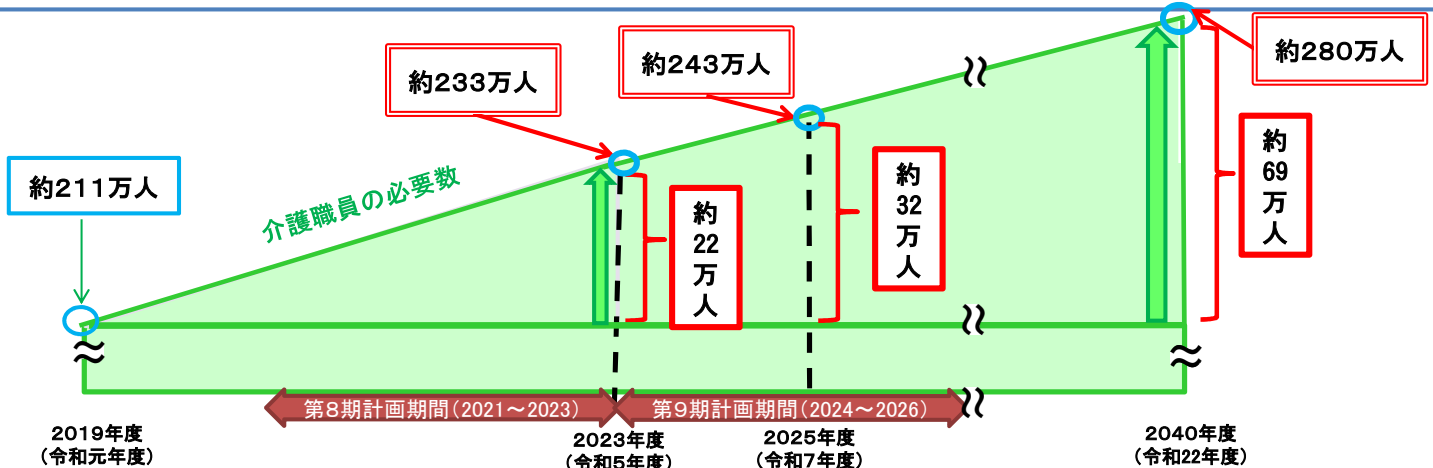 約280万人
約243万人
約233万人
約211万人
介護職員の必要数
約
22
万
人
約
32
万
人
約
69
万
人
第8期計画期間(2021～2023)
第9期計画期間(2024～2026)
2019年度
(令和元年度)
2023年度
(令和5年度)
2025年度
(令和7年度)
2040年度
(令和22年度)